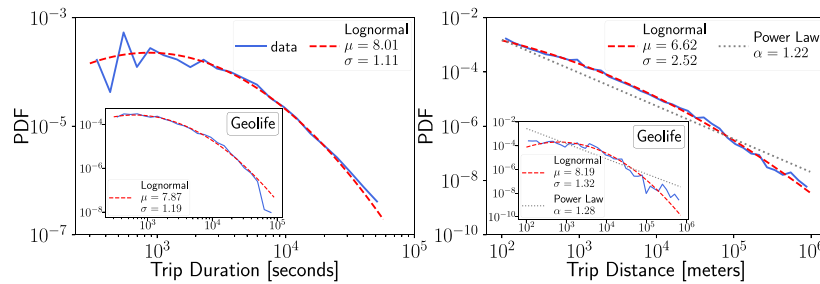 10^-3
10^-5
10^-7
PDF
data
Lognormal
μ = 8.01
σ = 1.11
Geolife
10^-4
10^-6
10^-8
Lognormal
μ = 7.87
σ = 1.19
10^3
10^4
10^5
10^3
10^4
10^5
Trip Duration [seconds]
10^-2
10^-4
10^-6
10^-8
10^-10
PDF
Lognormal
μ = 6.62
σ = 2.52
Power Law
α = 1.22
Geolife
10^-2
10^-4
10^-6
10^-8
10^-10
Lognormal
μ = 8.19
σ = 1.32
Power Law
α = 1.28
10^2
10^3
10^4
10^5
10^6
10^2
10^3
10^4
10^5
10^6
Trip Distance [meters]